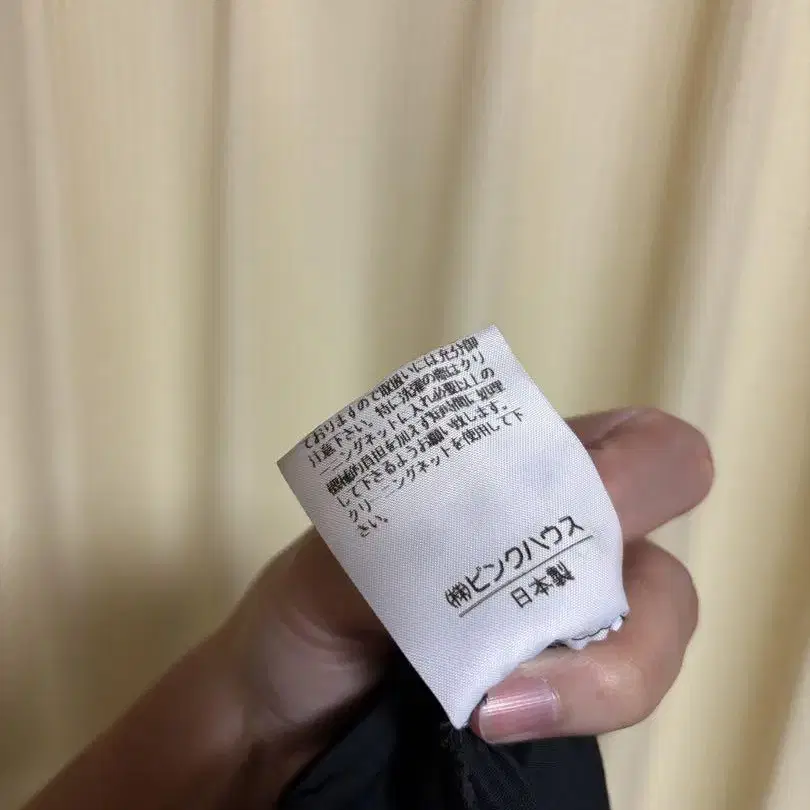 ておりますので取扱いには充分御
注意下さい。特に洗濯の際はクリ
ーニングネットに入れ必要以上の
機械的負担を加えず短時間に処理
して下さるようお願い致します。
クリーニングネットを使用して下
さい。
㈱ピンクハウス
日本製